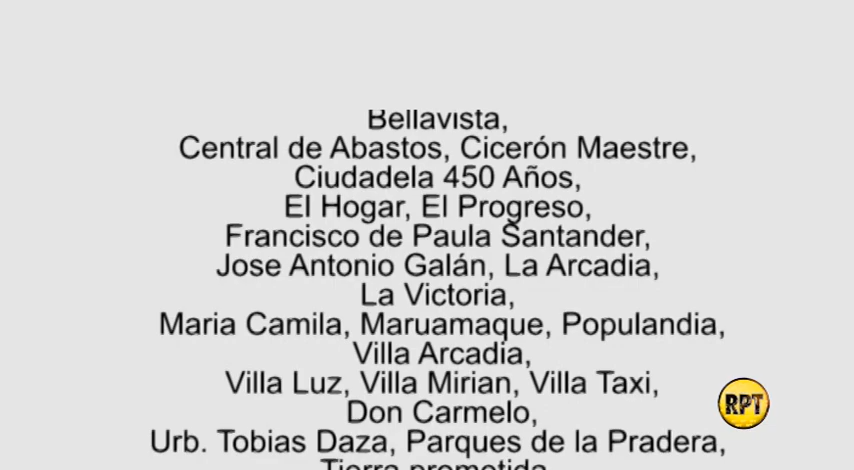 Bellavista,
Central de Abastos, Cicerón Maestre,
Ciudadela 450 Años,
El Hogar, El Progreso,
Francisco de Paula Santander,
Jose Antonio Galán, La Arcadia,
La Victoria,
Maria Camila, Maruamaque, Populandia,
Villa Arcadia,
Villa Luz, Villa Mirian, Villa Taxi,
Don Carmelo,
Urb. Tobias Daza, Parques de la Pradera,
Tierra prometida
RPT